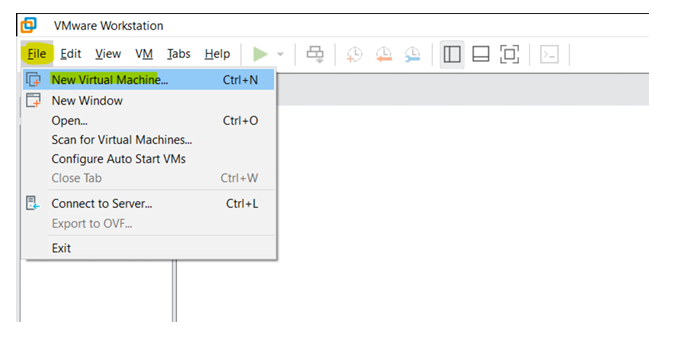 VMware Workstation
File Edit View VM Tabs Help
New Virtual Machine... Ctrl+N
New Window
Open... Ctrl+O
Scan for Virtual Machines...
Configure Auto Start VMs
Close Tab Ctrl+W
Connect to Server... Ctrl+L
Export to OVF...
Exit